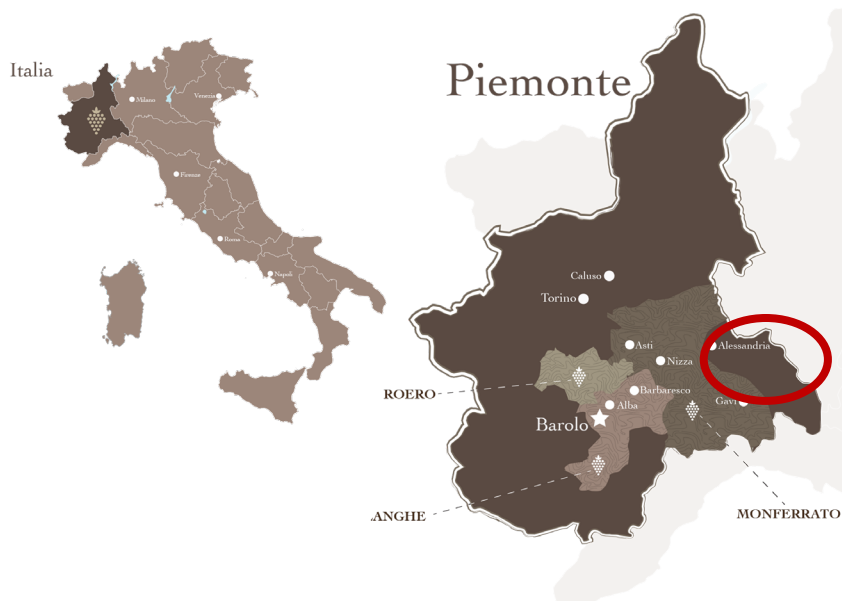 Italia
Milano
Venezia
Firenze
Roma
Napoli
Piemonte
Caluso
Torino
Asti
Alessandria
Nizza
ROERO
Barbaresco
Alba
Gavi
Barolo
ANGHE
MONFERRATO